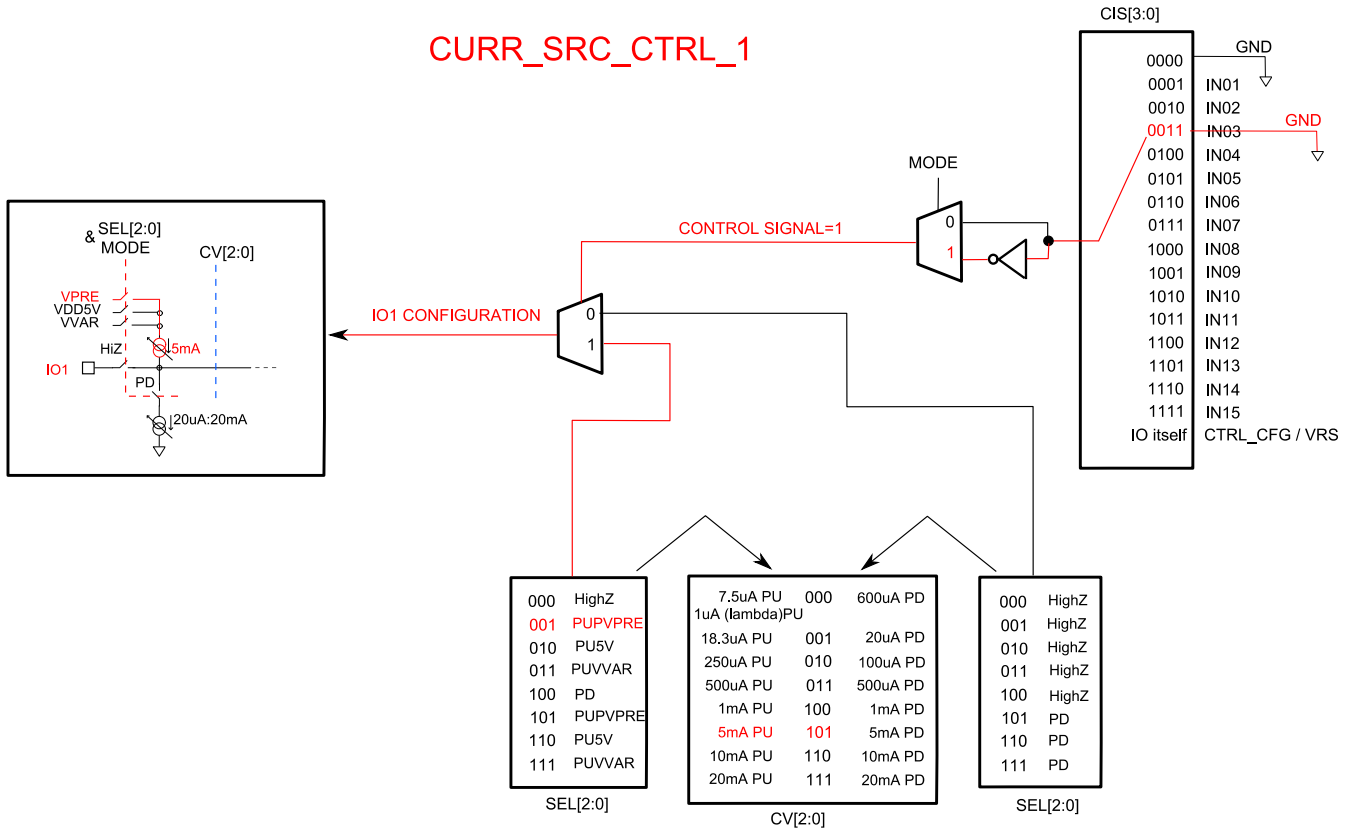 CURR_SRC_CTRL_1
CIS[3:0]
0000 GND
0001 IN01
0010 IN02
0011 IN03 GND
0100 IN04
0101 IN05
0110 IN06
0111 IN07
1000 IN08
1001 IN09
1010 IN10
1011 IN11
1100 IN12
1101 IN13
1110 IN14
1111 IN15
IO itself CTRL_CFG / VRS
MODE
0
1
CONTROL SIGNAL=1
IO1 CONFIGURATION
0
1
& SEL[2:0]
MODE
CV[2:0]
VPRE
VDD5V
VVAR
5mA
HiZ
IO1
PD
20uA:20mA
000 HighZ
001 PUPVPRE
010 PU5V
011 PUVVAR
100 PD
101 PUPVPRE
110 PU5V
111 PUVVAR
SEL[2:0]
7.5uA PU 000 600uA PD
1uA (lambda)PU
18.3uA PU 001 20uA PD
250uA PU 010 100uA PD
500uA PU 011 500uA PD
1mA PU 100 1mA PD
5mA PU 101 5mA PD
10mA PU 110 10mA PD
20mA PU 111 20mA PD
CV[2:0]
000 HighZ
001 HighZ
010 HighZ
011 HighZ
100 HighZ
101 PD
110 PD
111 PD
SEL[2:0]